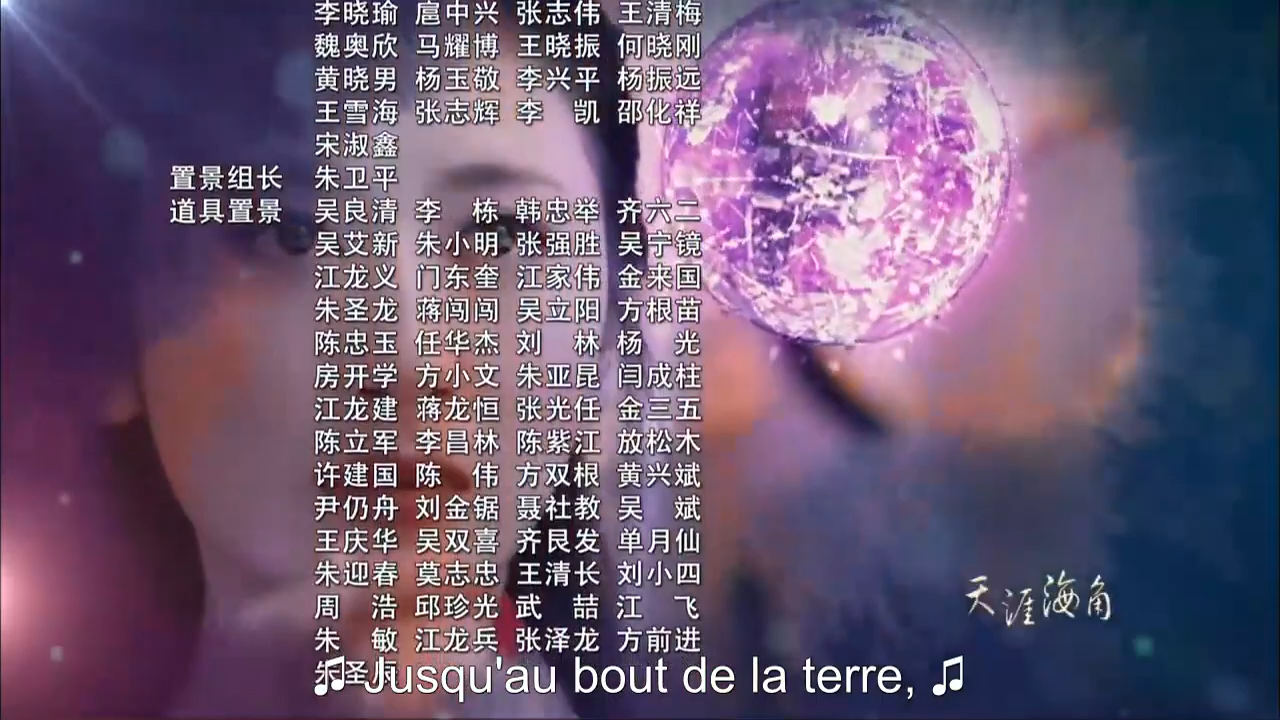 李晓瑜 扈中兴 张志伟 王清梅
魏奥欣 马耀博 王晓振 何晓刚
黄晓男 杨玉敬 李兴平 杨振远
王雪海 张志辉 李 凯 邵化祥
宋淑鑫
置景组长 朱卫平
道具置景 吴良清 李 栋 韩忠举 齐六二
吴艾新 朱小明 张强胜 吴宁镜
江龙义 门东奎 江家伟 金来国
朱圣龙 蒋闯闯 吴立阳 方根苗
陈忠玉 任华杰 刘 林 杨 光
房开学 方小文 朱亚昆 闫成柱
江龙建 蒋龙恒 张光任 金三五
陈立军 李昌林 陈紫江 放松木
许建国 陈 伟 方双根 黄兴斌
尹仍舟 刘金锯 聂社教 吴 斌
王庆华 吴双喜 齐艮发 单月仙
朱迎春 莫志忠 王清长 刘小四
周 浩 邱珍光 武 喆 江 飞
朱 敏 江龙兵 张泽龙 方前进
天涯海角
♫ Jusqu'au bout de la terre, ♫